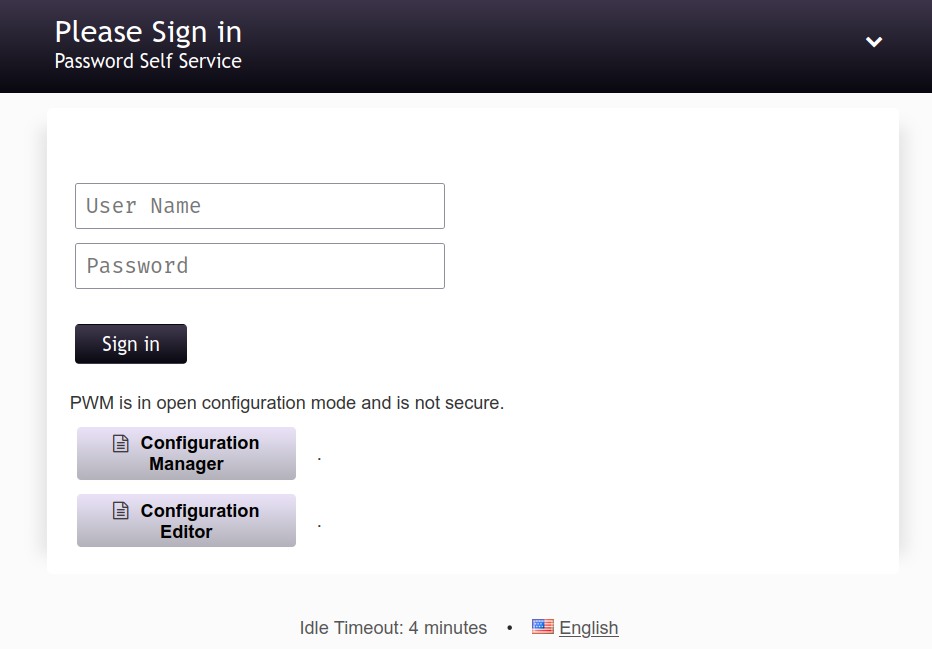 Please Sign in
Password Self Service
User Name
Password
Sign in
PWM is in open configuration mode and is not secure.
Configuration
Manager
.
Configuration
Editor
.
Idle Timeout: 4 minutes • English